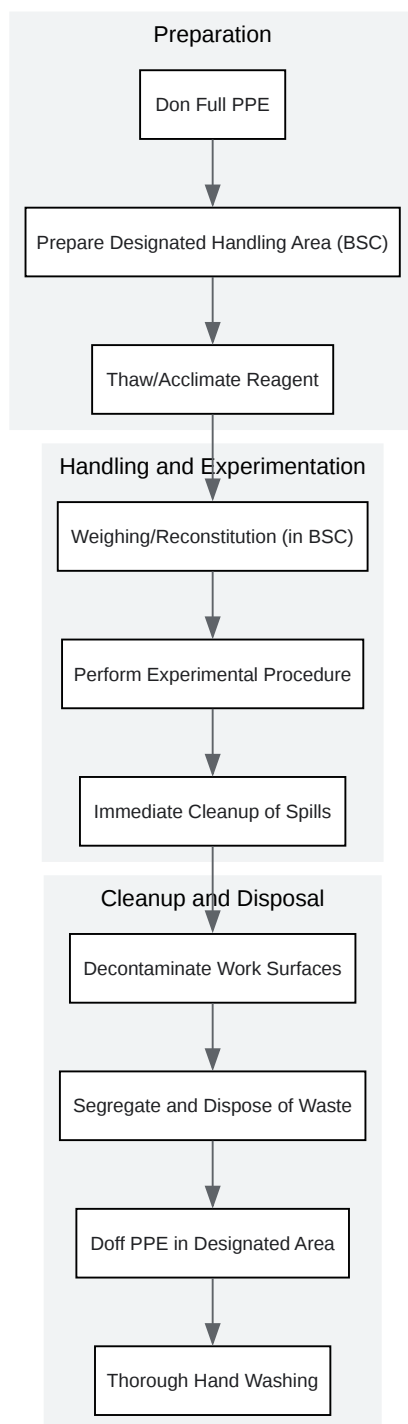 Preparation
Don Full PPE
Prepare Designated Handling Area (BSC)
Thaw/Acclimate Reagent
Handling and Experimentation
Weighing/Reconstitution (in BSC)
Perform Experimental Procedure
Immediate Cleanup of Spills
Cleanup and Disposal
Decontaminate Work Surfaces
Segregate and Dispose of Waste
Doff PPE in Designated Area
Thorough Hand Washing